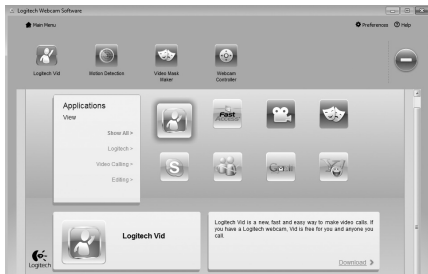 Logitech Webcam Software
Main Menu
Preferences
Help
Logitech Vid
Motion Detection
Video Mask
Maker
Webcam
Controller
Applications
View
Show All >
Logitech >
Video Calling >
Editing >
Fast
Access
Logitech Vid
Logitech Vid is a new, fast and easy way to make video calls. If
you have a Logitech webcam, Vid is free for you and anyone you
call.
Download
Logitech